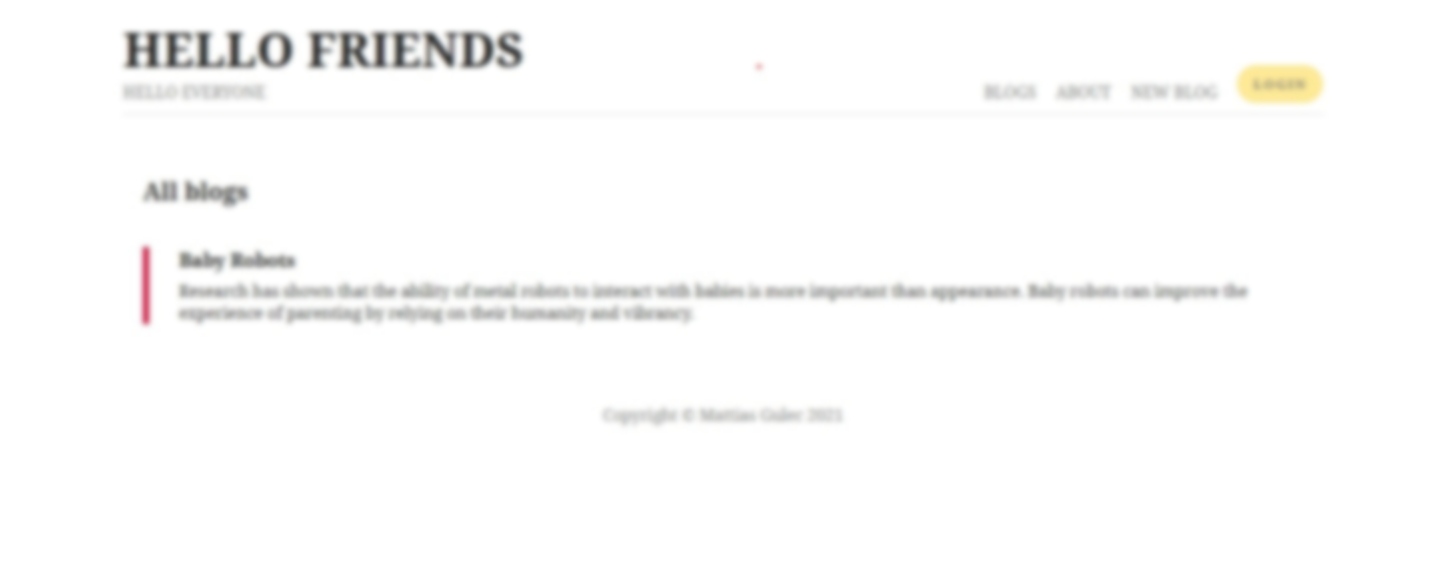 HELLO FRIENDS
HELLO EVERYONE
BLOGS ABOUT NEW BLOG LOGIN
All blogs
Baby Robots
Research has shown that the ability of metal robots to interact with babies is more important than appearance. Baby robots can improve the
experience of parenting by relying on their humanity and vibrancy.
Copyright © Mattias Gulec 2021